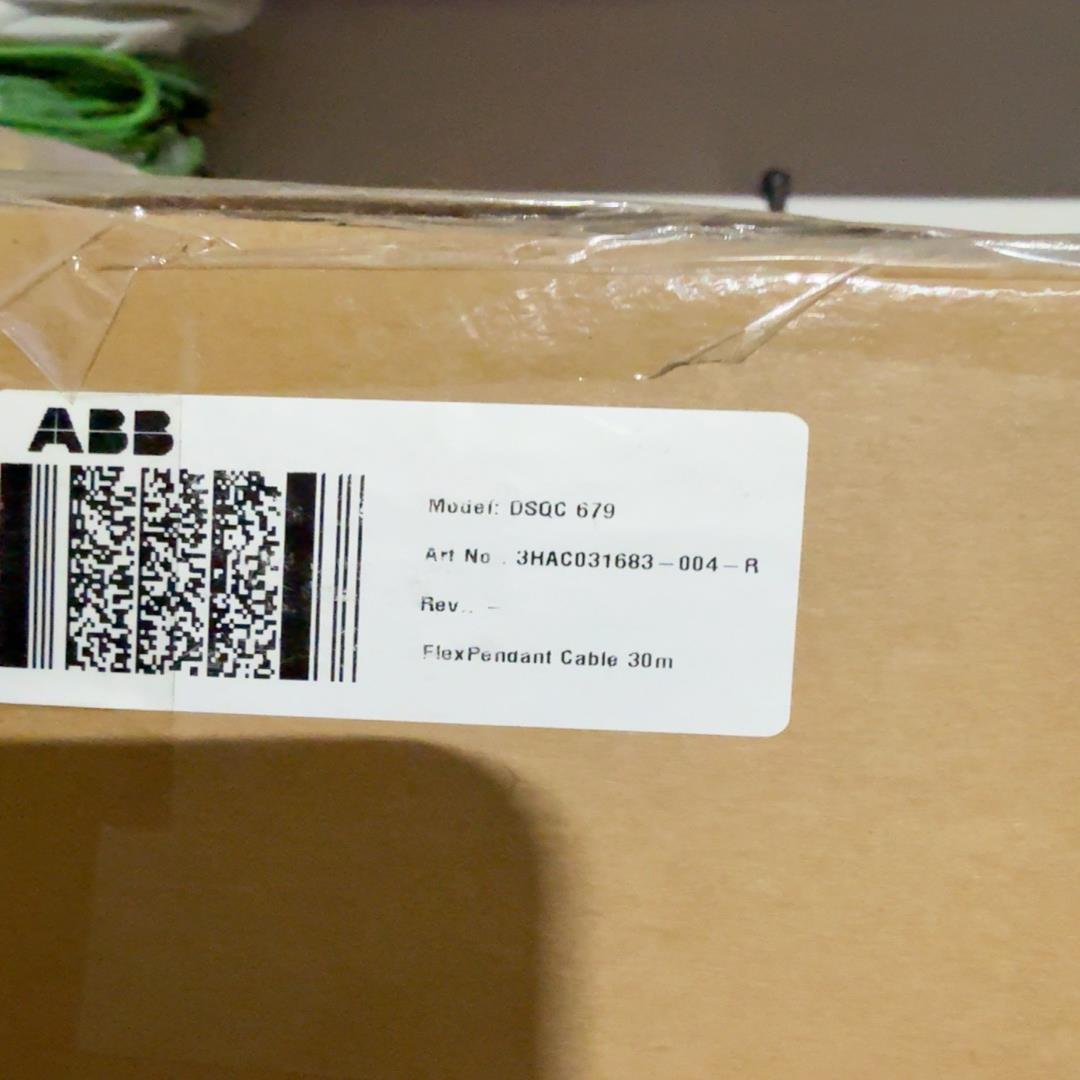 ABB
Model: DSQC 679
Art No.: 3HAC031683-004-R
Rev.: -
FlexPendant Cable 30m